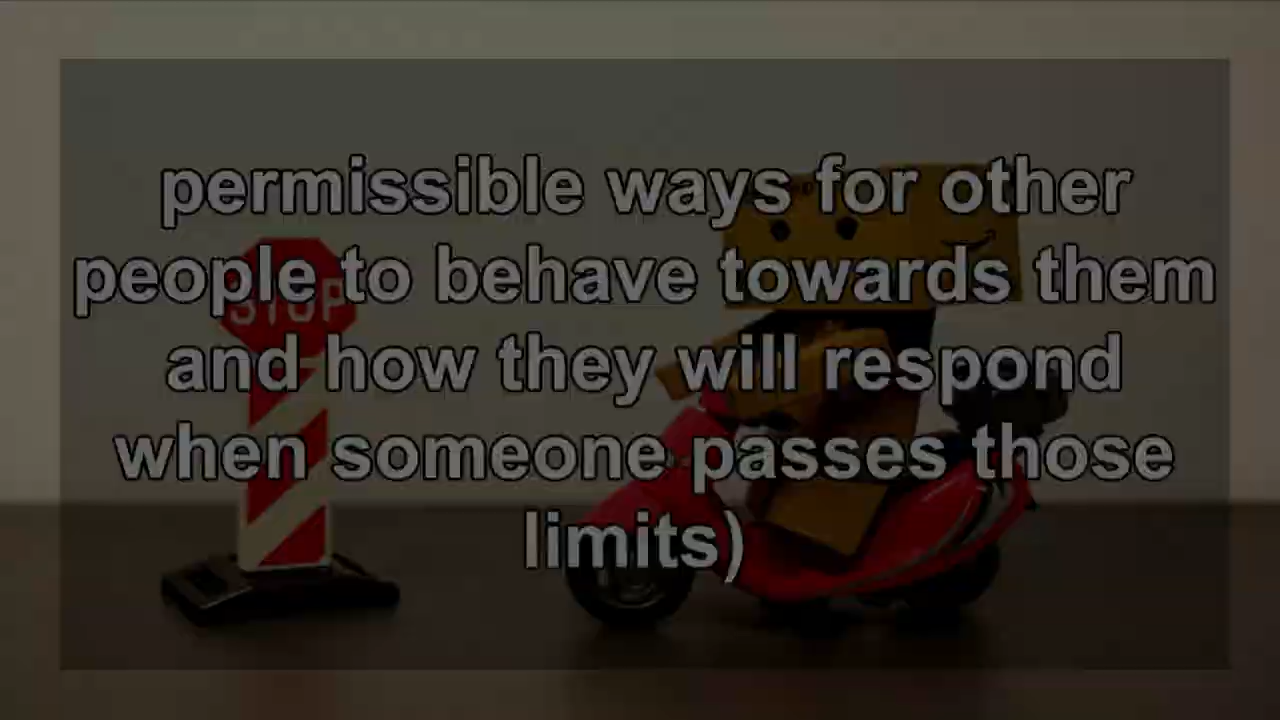 permissible ways for other
people to behave towards them
and how they will respond
when someone passes those
limits)
STOP